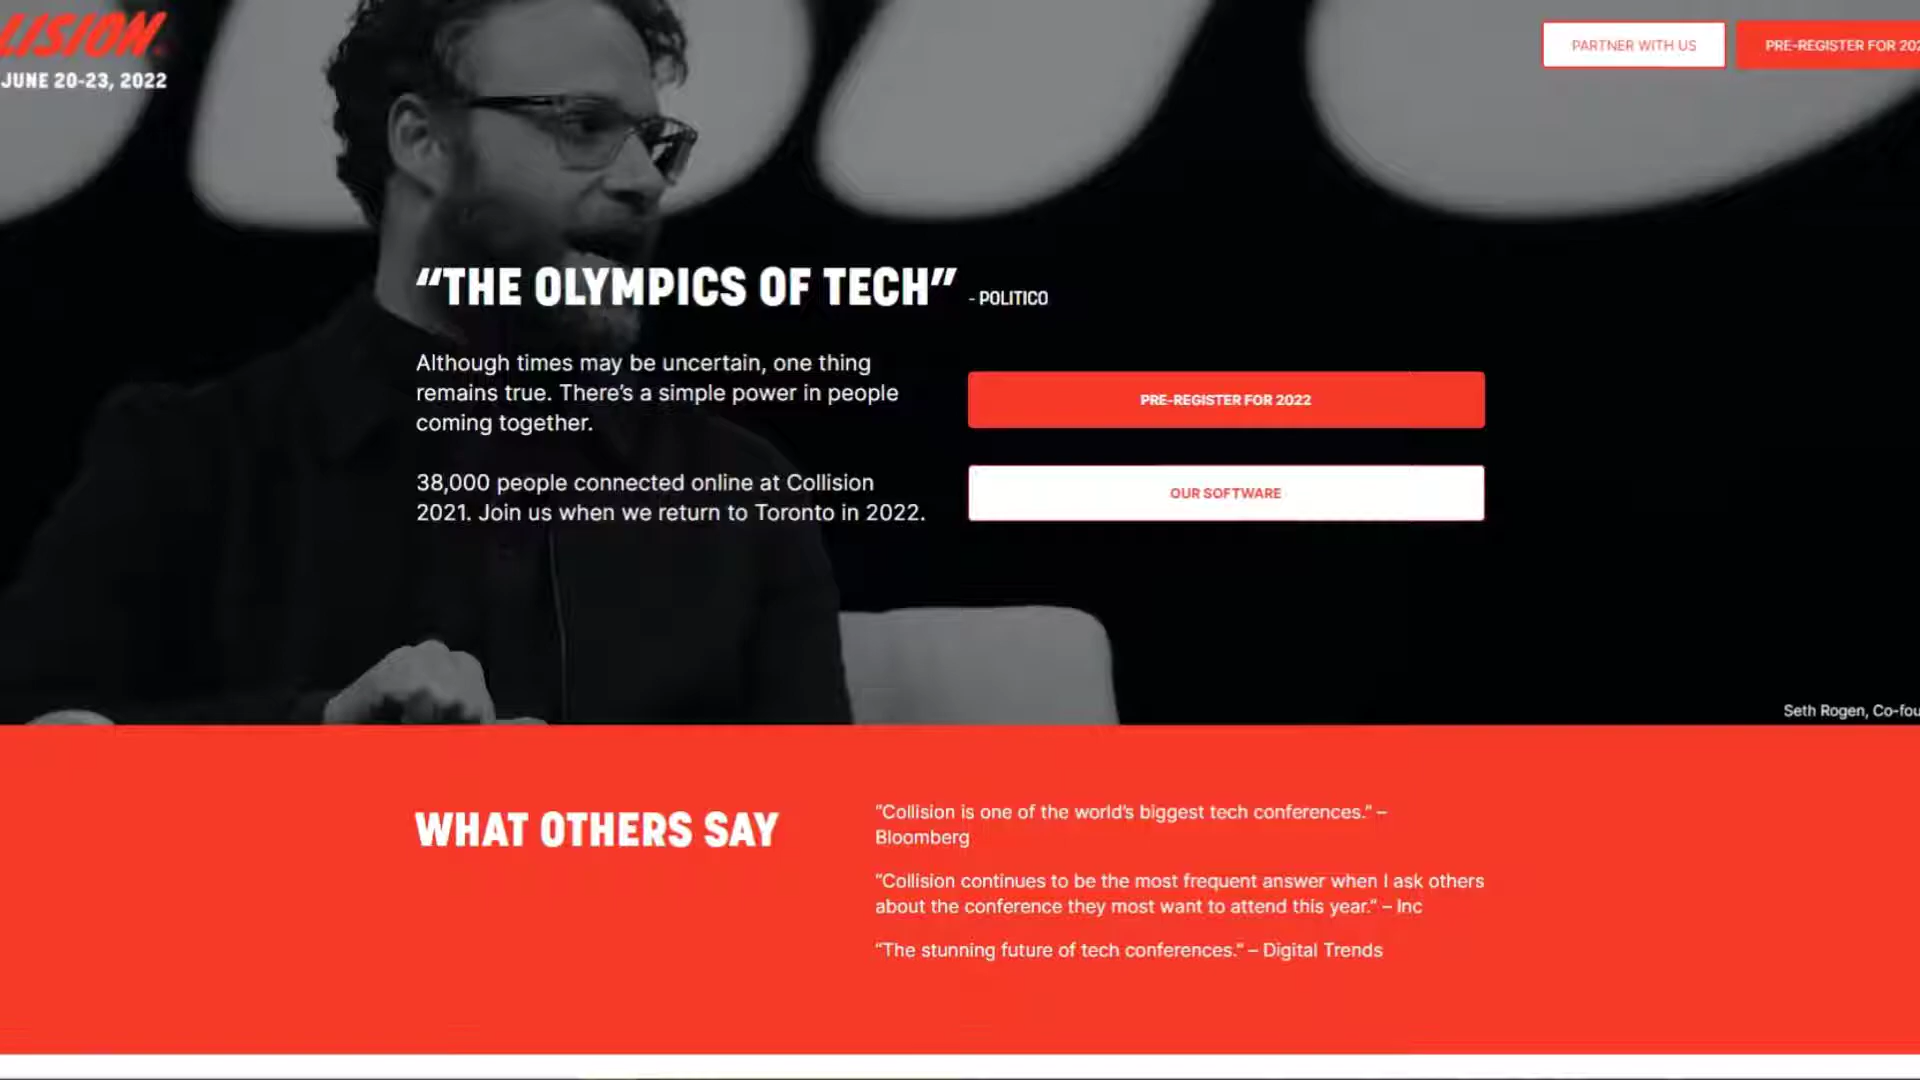 LISION.
JUNE 20-23, 2022
PARTNER WITH US
PRE-REGISTER FOR 202
“THE OLYMPICS OF TECH” - POLITICO
Although times may be uncertain, one thing
remains true. There’s a simple power in people
coming together.
38,000 people connected online at Collision
2021. Join us when we return to Toronto in 2022.
PRE-REGISTER FOR 2022
OUR SOFTWARE
Seth Rogen, Co-fou
WHAT OTHERS SAY
“Collision is one of the world’s biggest tech conferences.” –
Bloomberg
“Collision continues to be the most frequent answer when I ask others
about the conference they most want to attend this year.” – Inc
“The stunning future of tech conferences.” – Digital Trends